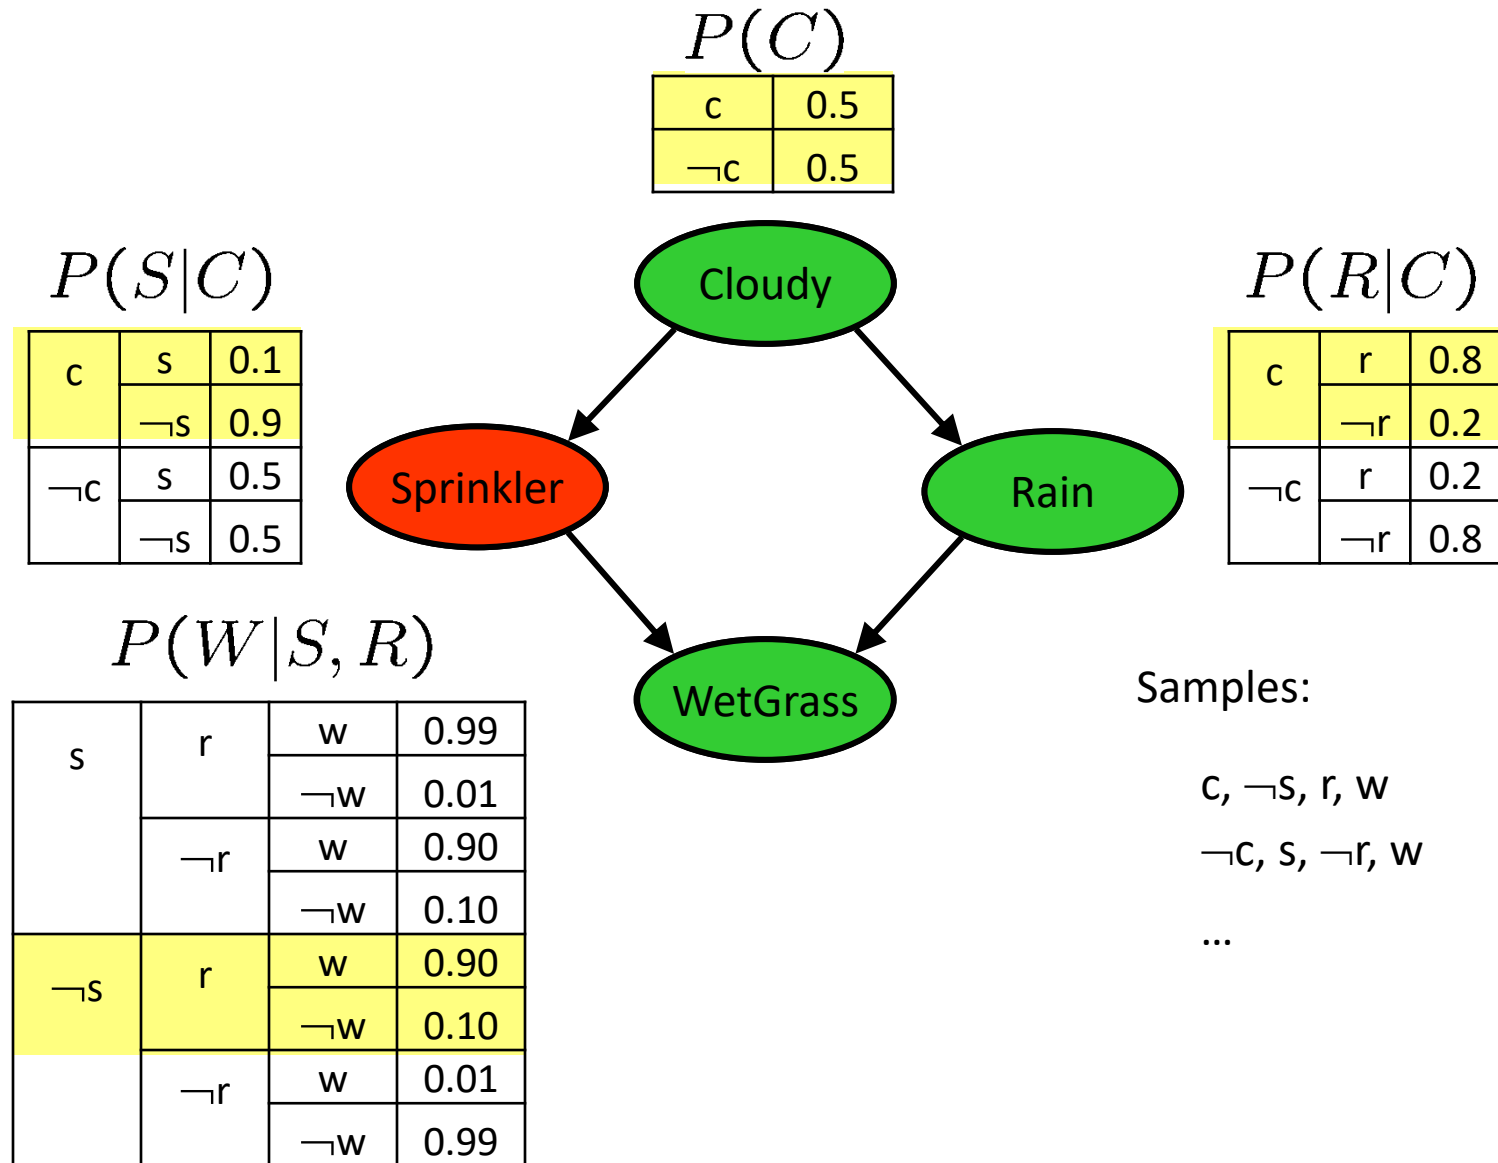 P(C)
c 0.5
¬c 0.5
Cloudy
P(S|C)
c s 0.1
¬s 0.9
¬c s 0.5
¬s 0.5
P(R|C)
c r 0.8
¬r 0.2
¬c r 0.2
¬r 0.8
Sprinkler
Rain
WetGrass
P(W|S, R)
s r w 0.99
¬w 0.01
¬r w 0.90
¬w 0.10
¬s r w 0.90
¬w 0.10
¬r w 0.01
¬w 0.99
Samples:
c, ¬s, r, w
¬c, s, ¬r, w
...